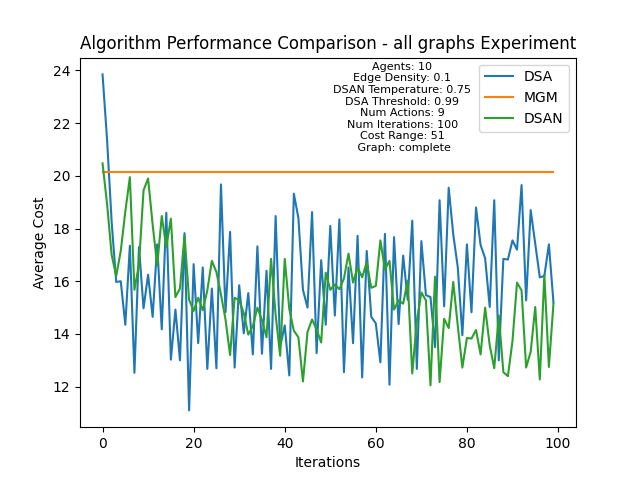 Algorithm Performance Comparison - all graphs Experiment
Agents: 10
Edge Density: 0.1
DSAN Temperature: 0.75
DSA Threshold: 0.99
Num Actions: 9
Num Iterations: 100
Cost Range: 51
Graph: complete
DSA
MGM
DSAN
Average Cost
24
22
20
18
16
14
12
0
20
40
60
80
100
Iterations